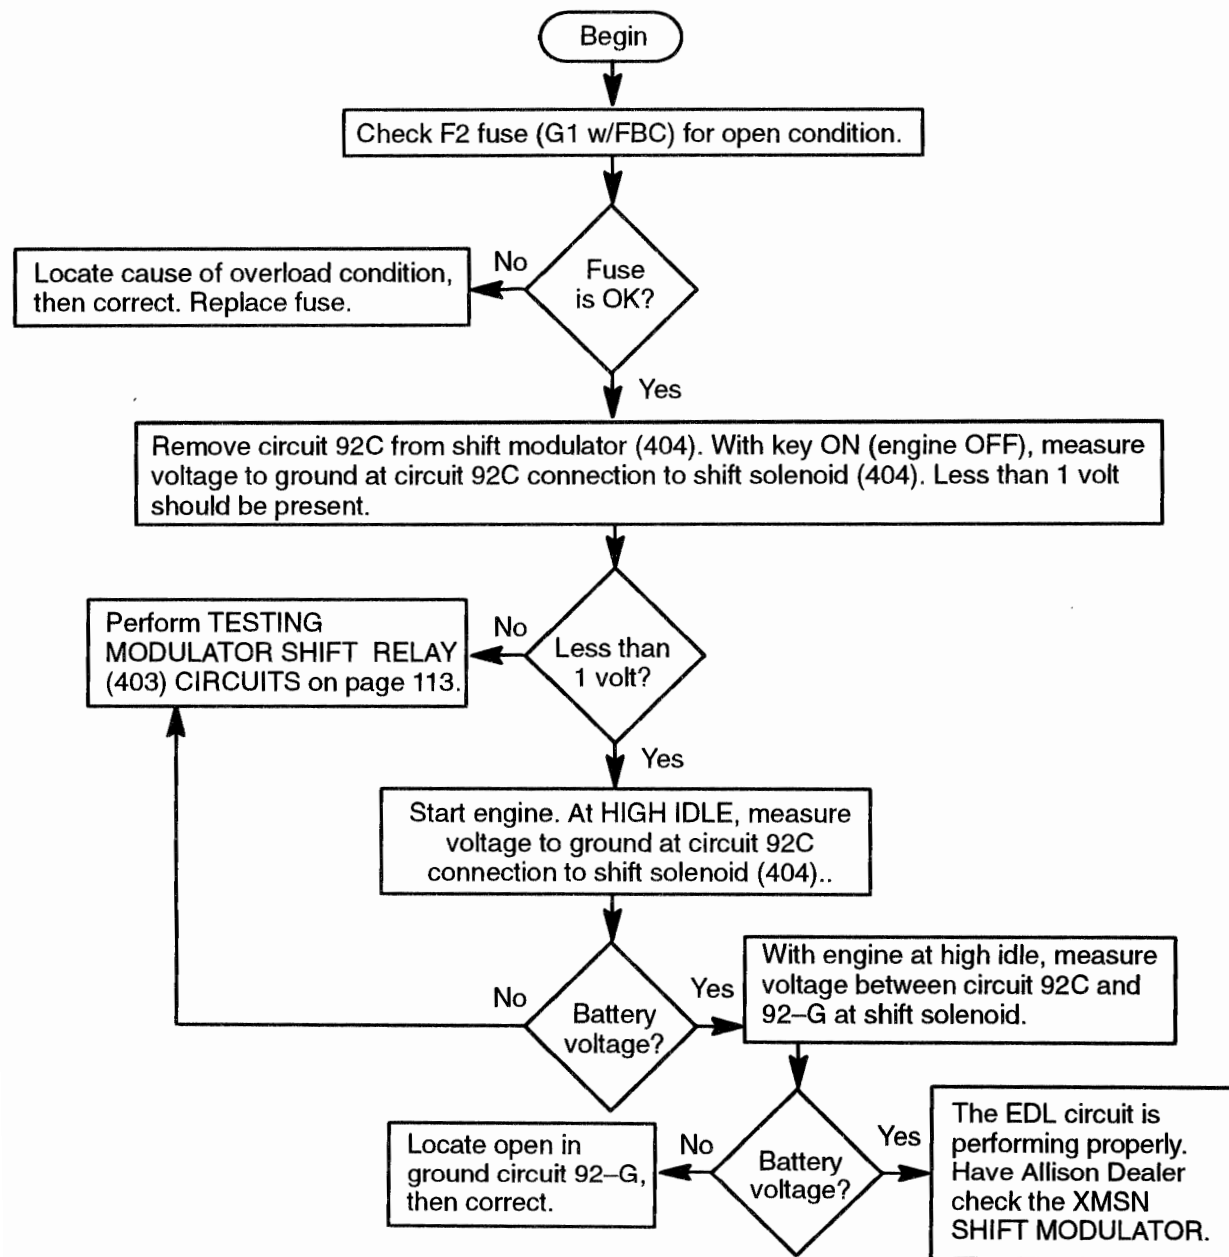 Begin
Check F2 fuse (G1 w/FBC) for open condition.
Fuse
is OK?
No
Locate cause of overload condition,
then correct. Replace fuse.
Yes
Remove circuit 92C from shift modulator (404). With key ON (engine OFF), measure
voltage to ground at circuit 92C connection to shift solenoid (404). Less than 1 volt
should be present.
Less than
1 volt?
No
Perform TESTING
MODULATOR SHIFT RELAY
(403) CIRCUITS on page 113.
Yes
Start engine. At HIGH IDLE, measure
voltage to ground at circuit 92C
connection to shift solenoid (404)..
Battery
voltage?
No
Yes
With engine at high idle, measure
voltage between circuit 92C and
92–G at shift solenoid.
Battery
voltage?
No
Locate open in
ground circuit 92–G,
then correct.
Yes
The EDL circuit is
performing properly.
Have Allison Dealer
check the XMSN
SHIFT MODULATOR.